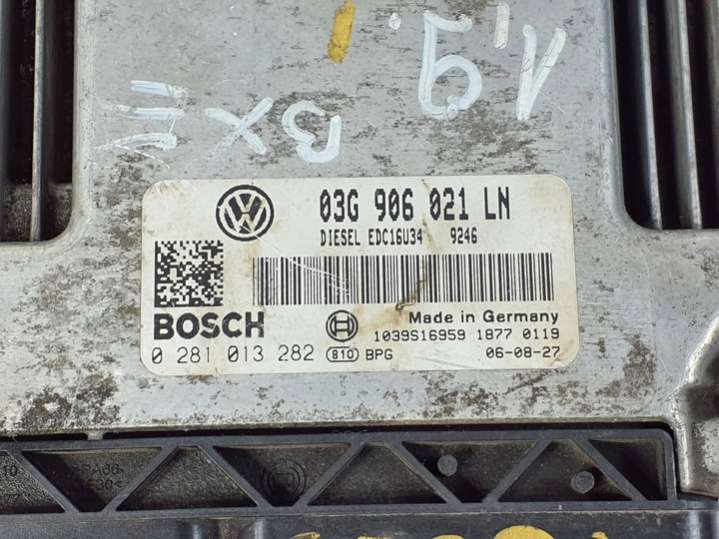 1,9
BXE
03G 906 021 LN
DIESEL EDC16U34 9246
BOSCH
Made in Germany
1039S16959 1877 0119
0 281 013 282 810 BPG 06-08-27